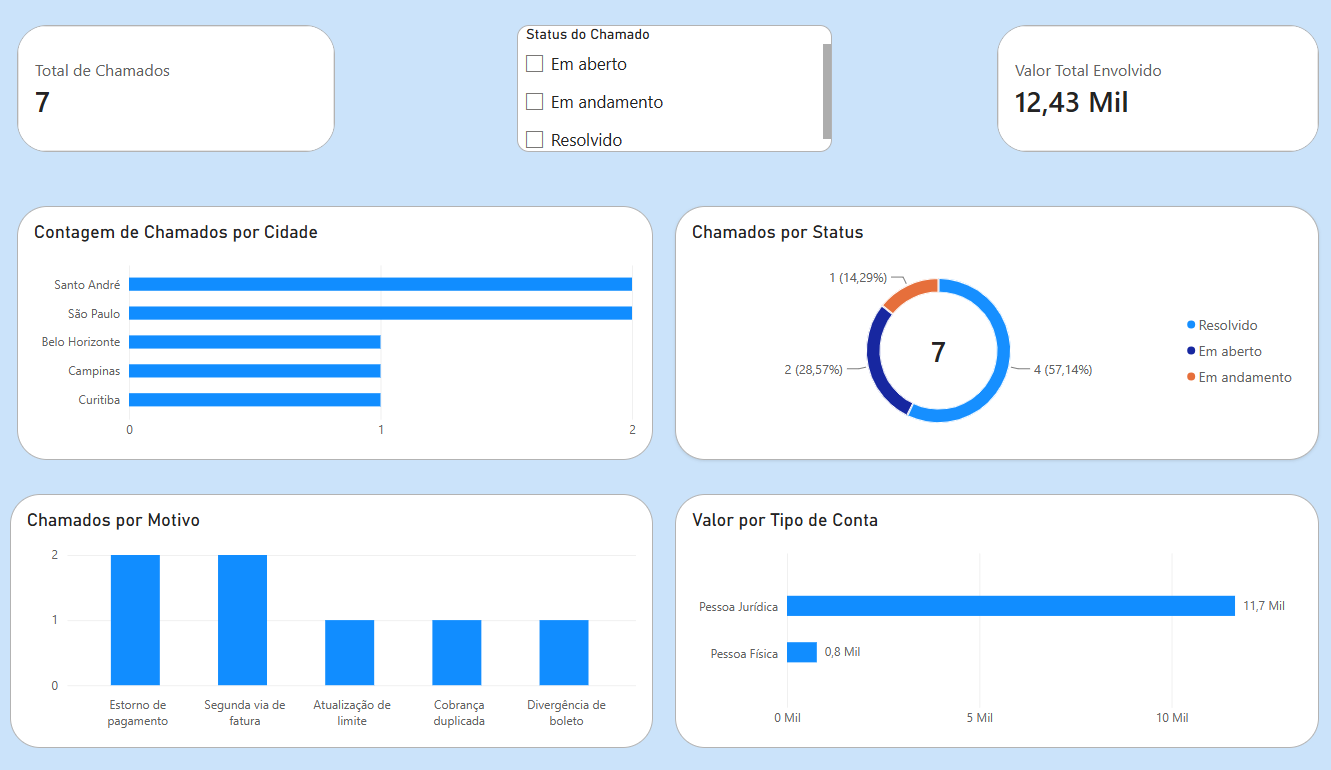 Total de Chamados
7
Status do Chamado
Em aberto
Em andamento
Resolvido
Valor Total Envolvido
12,43 Mil
Contagem de Chamados por Cidade
Santo André
São Paulo
Belo Horizonte
Campinas
Curitiba
0 1 2
Chamados por Status
1 (14,29%)
2 (28,57%)
7
4 (57,14%)
Resolvido
Em aberto
Em andamento
Chamados por Motivo
2
1
0
Estorno de
pagamento
Segunda via de
fatura
Atualização de
limite
Cobrança
duplicada
Divergência de
boleto
Valor por Tipo de Conta
Pessoa Jurídica 11,7 Mil
Pessoa Física 0,8 Mil
0 Mil 5 Mil 10 Mil